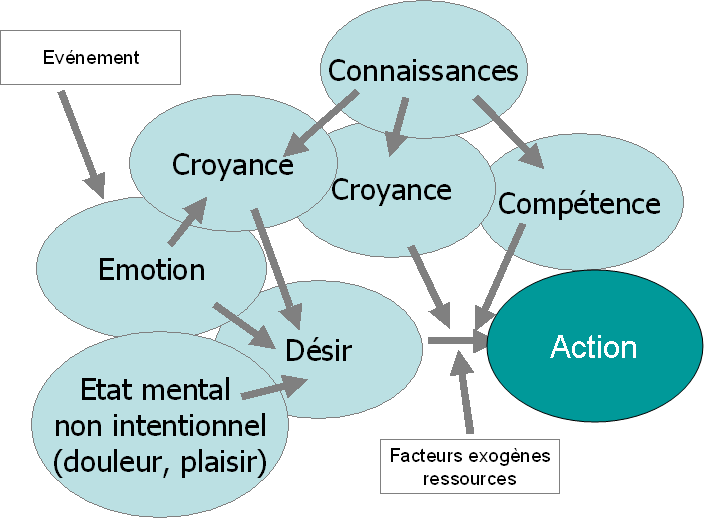 Evénement
Connaissances
Croyance
Croyance
Compétence
Emotion
Désir
Action
Etat mental
non intentionnel
(douleur, plaisir)
Facteurs exogènes
ressources